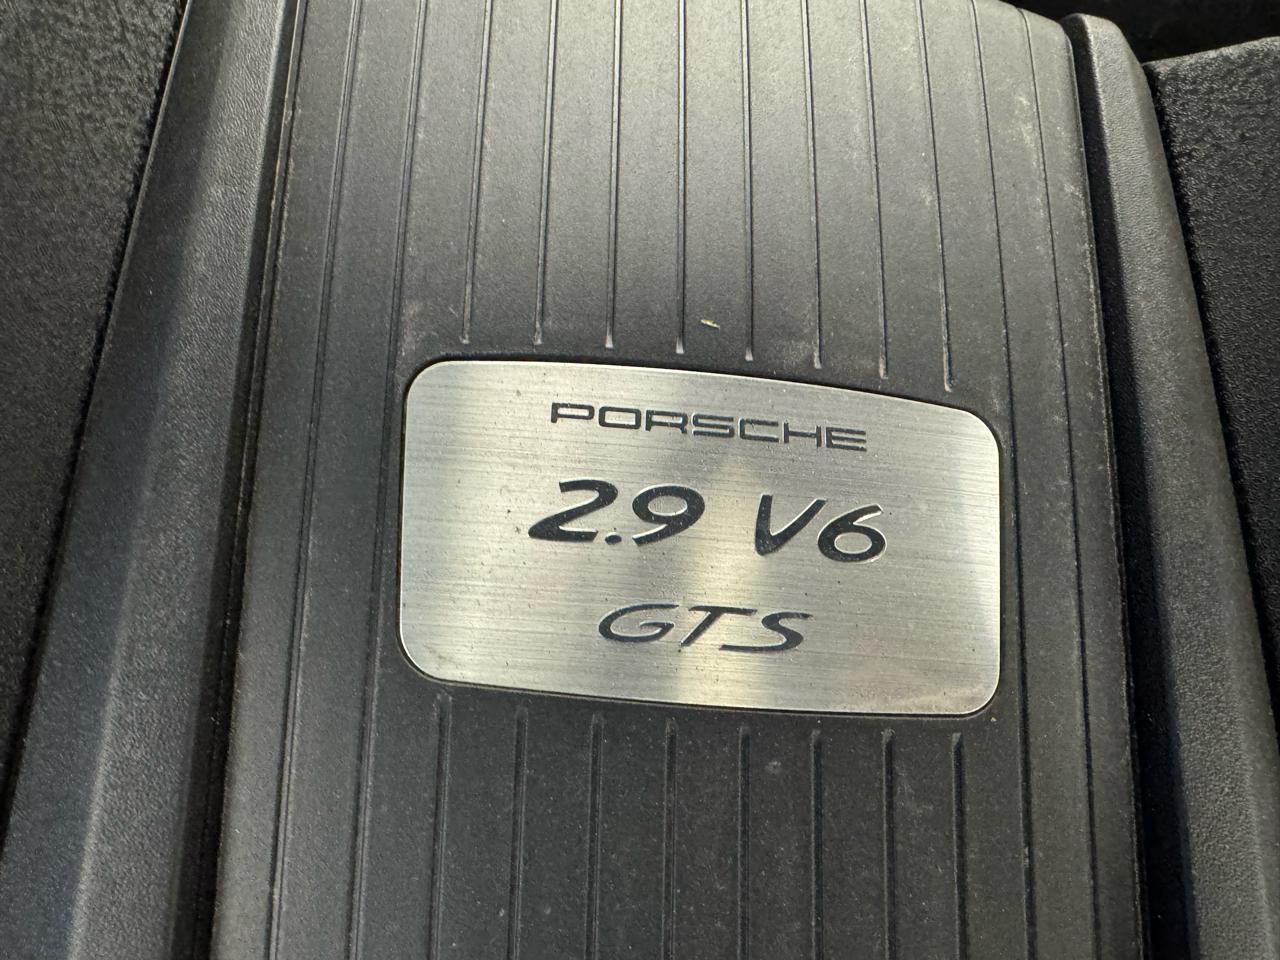 PORSCHE
2.9 V6
GTS